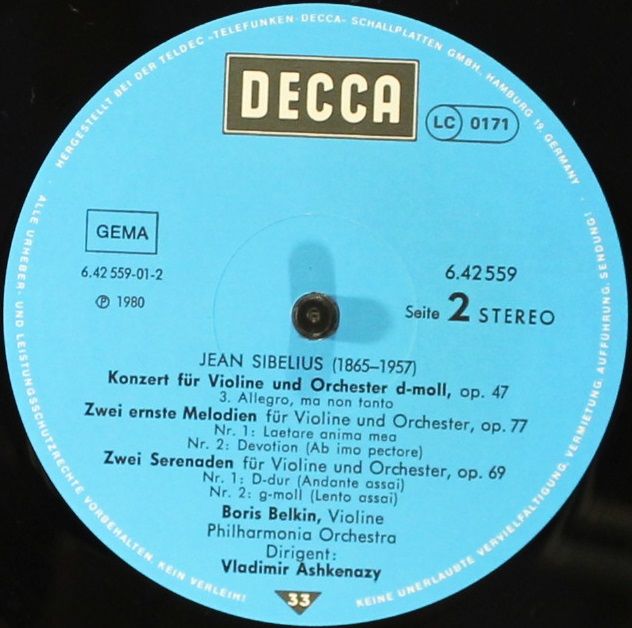 HERGESTELLT BEI DER TELDEC »TELEFUNKEN-DECCA« SCHALLPLATTEN GMBH, HAMBURG 19, GERMANY
DECCA
LC 0171
GEMA
6.42 559-01-2
℗ 1980
6.42 559
Seite 2 STEREO
JEAN SIBELIUS (1865–1957)
Konzert für Violine und Orchester d-moll, op. 47
3. Allegro, ma non tanto
Zwei ernste Melodien für Violine und Orchester, op. 77
Nr. 1: Laetare anima mea
Nr. 2: Devotion (Ab imo pectore)
Zwei Serenaden für Violine und Orchester, op. 69
Nr. 1: D-dur (Andante assai)
Nr. 2: g-moll (Lento assai)
Boris Belkin, Violine
Philharmonia Orchestra
Dirigent:
Vladimir Ashkenazy
33
ALLE URHEBER- UND LEISTUNGSSCHUTZRECHTE VORBEHALTEN. KEIN VERLEIH!
KEINE UNERLAUBTE VERVIELFÄLTIGUNG, VERMIETUNG, AUFFÜHRUNG, SENDUNG!